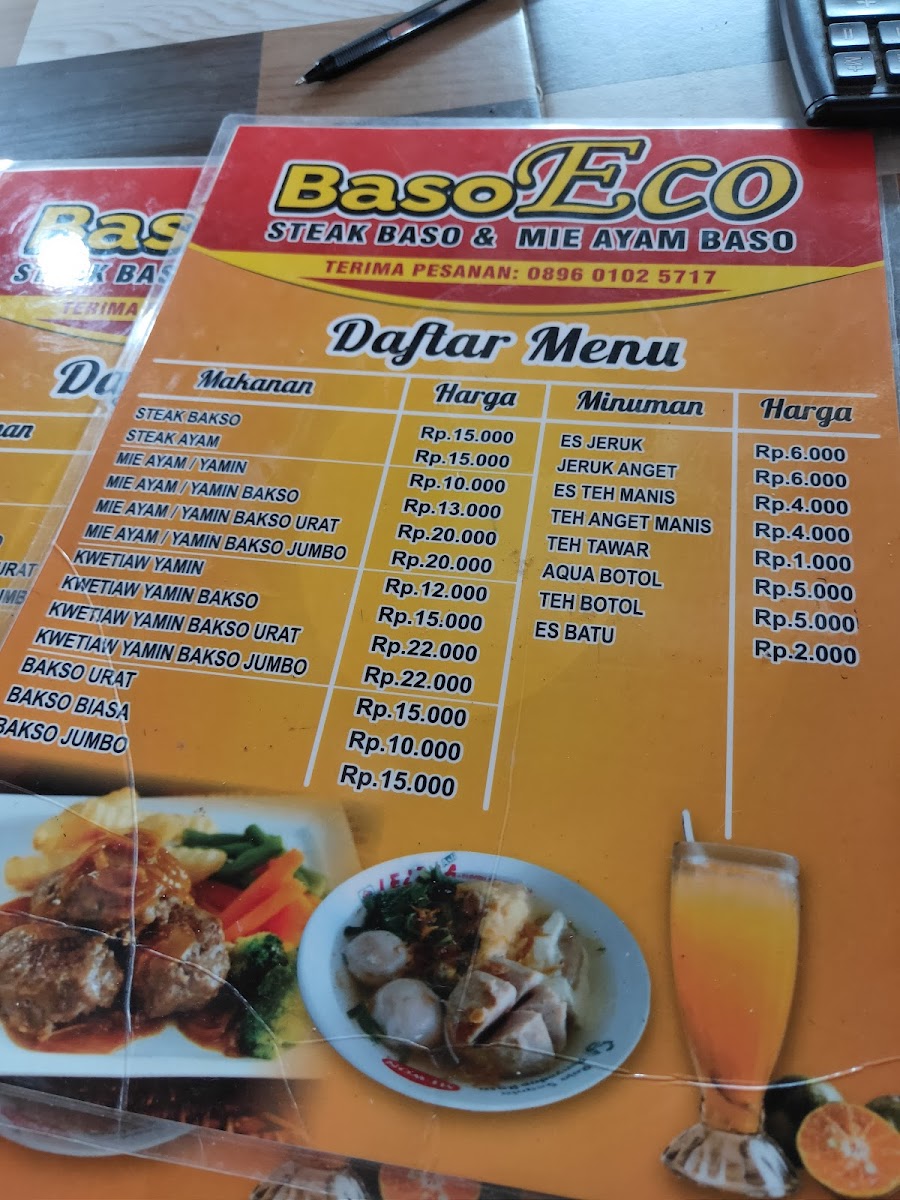 Baso Eco
STEAK BASO & MIE AYAM BASO
TERIMA PESANAN: 0896 0102 5717
Daftar Menu
Makanan Harga Minuman Harga
STEAK BAKSO Rp.15.000 ES JERUK Rp.6.000
STEAK AYAM Rp.15.000 JERUK ANGET Rp.6.000
MIE AYAM / YAMIN Rp.10.000 ES TEH MANIS Rp.4.000
MIE AYAM / YAMIN BAKSO Rp.13.000 TEH ANGET MANIS Rp.4.000
MIE AYAM / YAMIN BAKSO URAT Rp.20.000 TEH TAWAR Rp.1.000
MIE AYAM / YAMIN BAKSO JUMBO Rp.20.000 AQUA BOTOL Rp.5.000
KWETIAW YAMIN Rp.12.000 TEH BOTOL Rp.5.000
KWETIAW YAMIN BAKSO Rp.15.000 ES BATU Rp.2.000
KWETIAW YAMIN BAKSO URAT Rp.22.000
KWETIAW YAMIN BAKSO JUMBO Rp.22.000
BAKSO URAT Rp.15.000
BAKSO BIASA Rp.10.000
BAKSO JUMBO Rp.15.000
Bas
STEAK BAS
TERIMA
Da